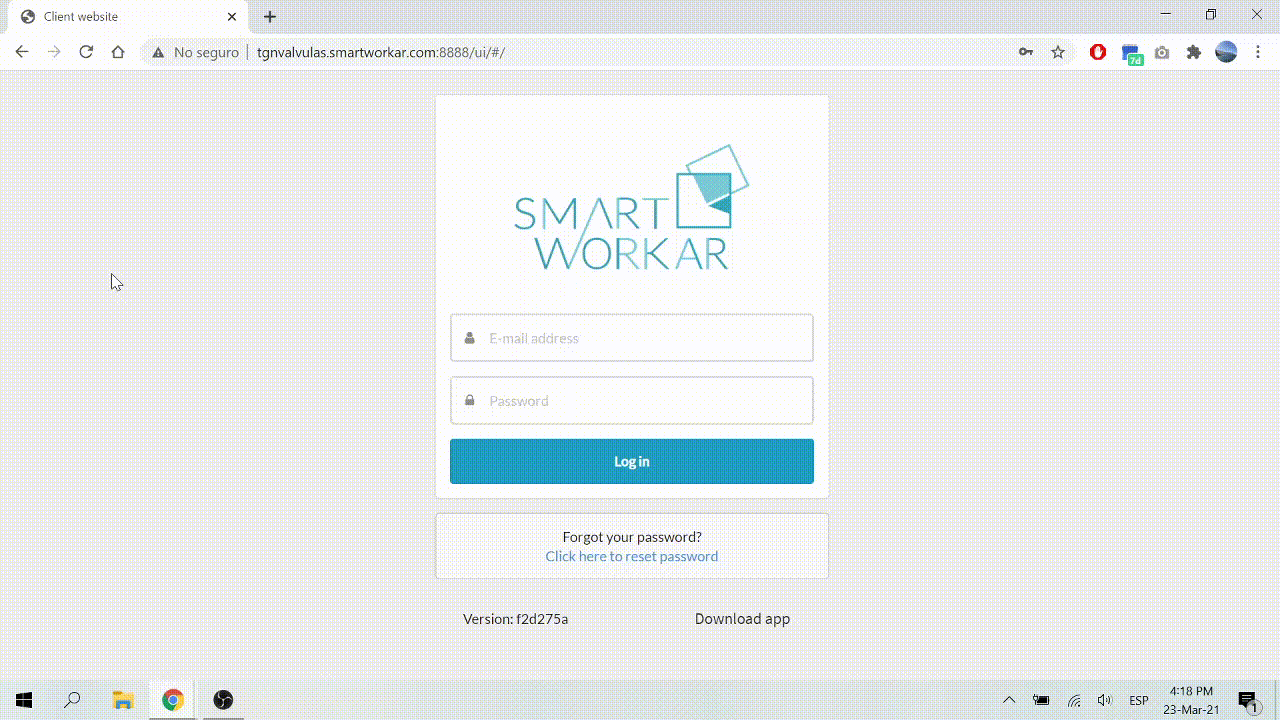 Client website
No seguro
tgnvalvulas.smartworkar.com:8888/ui/#/
7d
SMART
WORKAR
E-mail address
Password
Log in
Forgot your password?
Click here to reset password
Version: f2d275a
Download app
ESP
4:18 PM
23-Mar-21
1